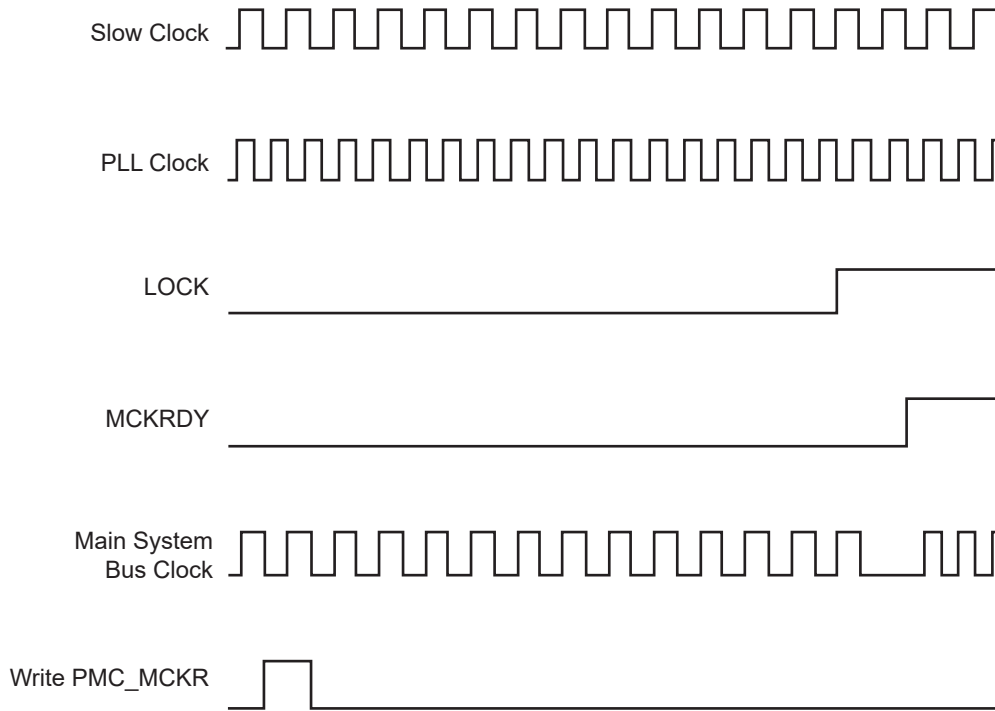 Slow Clock
PLL Clock
LOCK
MCKRDY
Main System
Bus Clock
Write PMC_MCKR